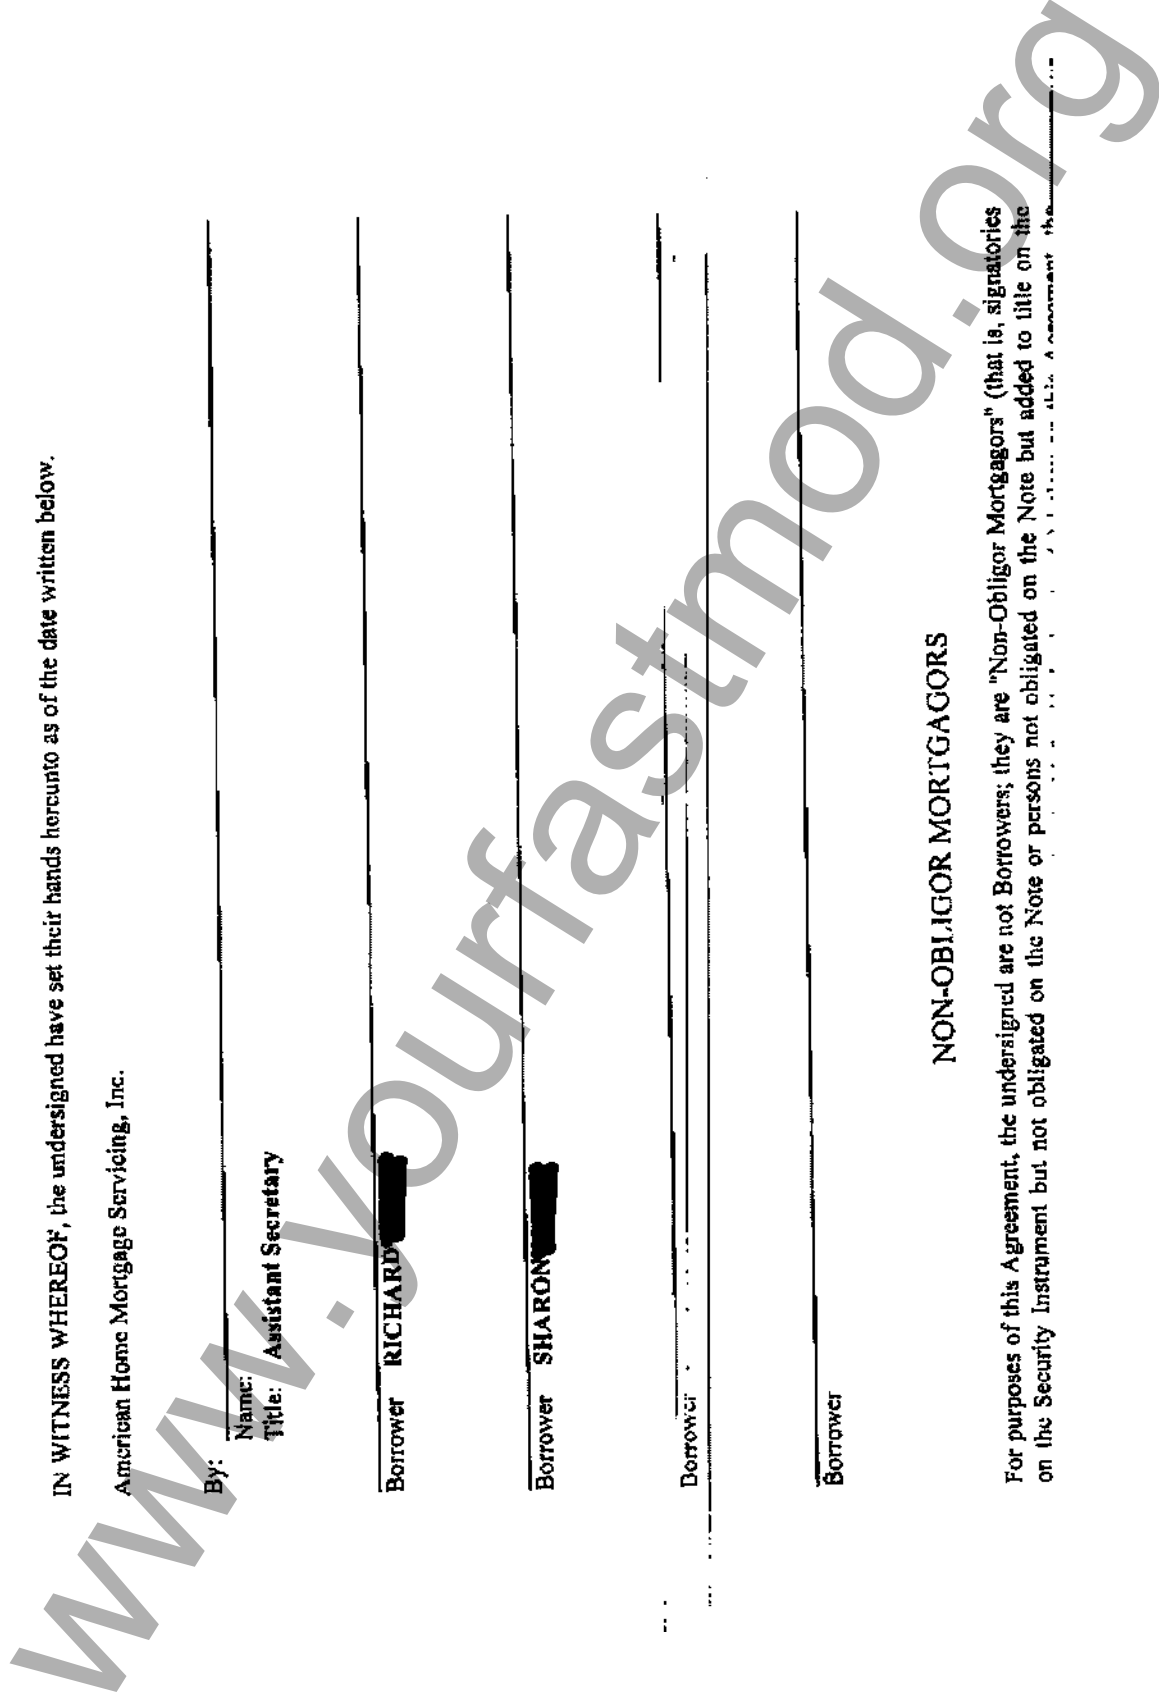 IN WITNESS WHEREOF, the undersigned have set their hands hereunto as of the date written below.
American Home Mortgage Servicing, Inc.
By:
Name:
Title: Assistant Secretary
Borrower RICHARD
Borrower SHARON
Borrower
Borrower
NON-OBLIGOR MORTGAGORS
For purposes of this Agreement, the undersigned are not Borrowers; they are "Non-Obligor Mortgagors" (that is, signatories
on the Security Instrument but not obligated on the Note or persons not obligated on the Note but added to title on the
this Agreement, the
www.yourfastmod.org